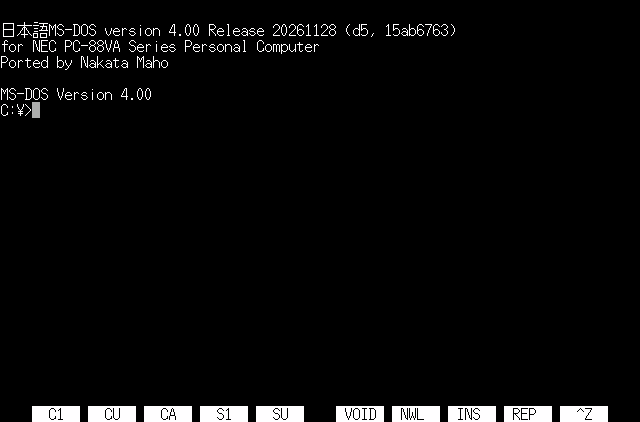 日本語MS-DOS version 4.00 Release 20261128 (d5, 15ab6763)
for NEC PC-88VA Series Personal Computer
Ported by Nakata Maho
MS-DOS Version 4.00
C:¥>
C1 CU CA S1 SU VOID NWL INS REP ^Z